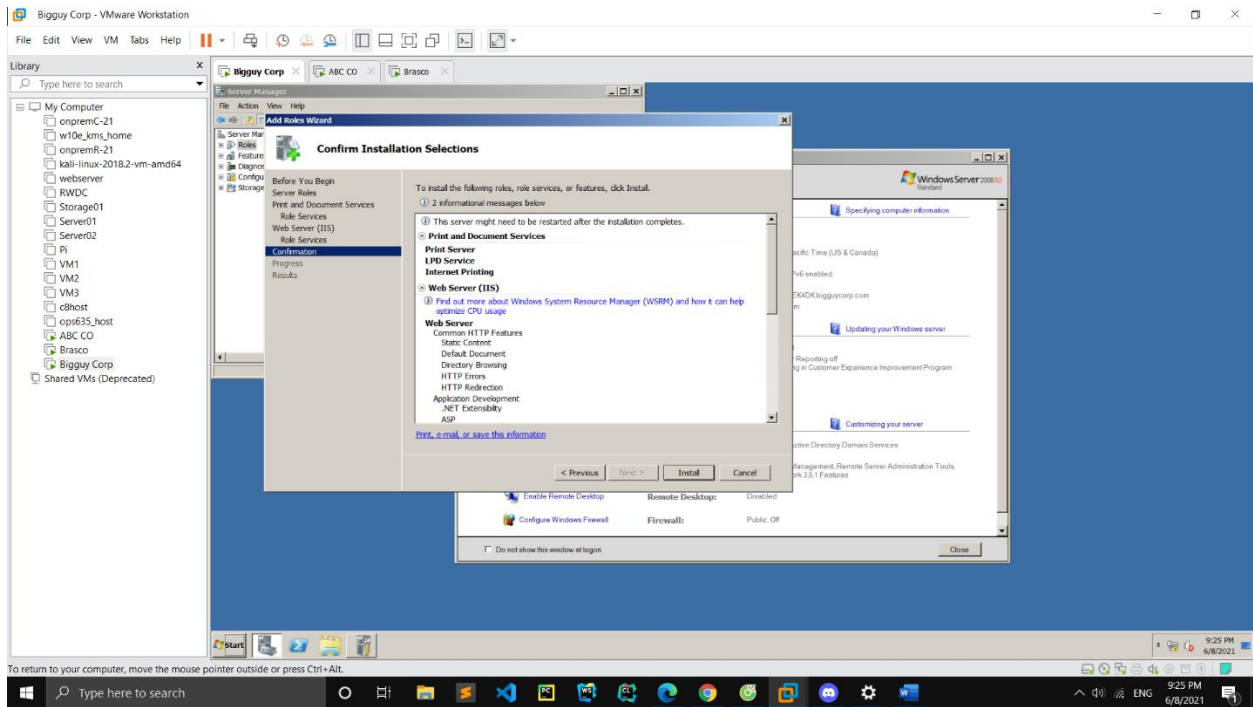 Bigguy Corp - VMware Workstation
File Edit View VM Tabs Help
Library
Type here to search
My Computer
onpremC-21
w10e_kms_home
onpremR-21
kali-linux-2018.2-vm-amd64
webserver
RWDC
Storage01
Server01
Server02
Pi
VM1
VM2
VM3
c8host
ops635_host
ABC CO
Brasco
Bigguy Corp
Shared VMs (Deprecated)
Bigguy Corp
ABC CO
Brasco
Server Manager
File Action View Help
Server Mar
Roles
Feature
Diagnos
Configu
Storage
Add Roles Wizard
Confirm Installation Selections
Before You Begin
Server Roles
Print and Document Services
Role Services
Web Server (IIS)
Role Services
Confirmation
Progress
Results
To install the following roles, role services, or features, click Install.
2 informational messages below
This server might need to be restarted after the installation completes.
Print and Document Services
Print Server
LPD Service
Internet Printing
Web Server (IIS)
Find out more about Windows System Resource Manager (WSRM) and how it can help
optimize CPU usage
Web Server
Common HTTP Features
Static Content
Default Document
Directory Browsing
HTTP Errors
HTTP Redirection
Application Development
.NET Extensibility
ASP
Print, e-mail, or save this information
< Previous Next > Install Cancel
Windows Server 2008 R2
Standard
Specifying computer information
acific Time (US & Canada)
Pv6 enabled
EK4DK.bigguycorp.com
m
Updating your Windows server
Reporting off
ng in Customer Experience Improvement Program
Customizing your server
ctive Directory Domain Services
Management, Remote Server Administration Tools,
ork 3.5.1 Features
Enable Remote Desktop Remote Desktop: Disabled
Configure Windows Firewall Firewall: Public: Off
Do not show this window at logon
Close
Start
9:25 PM
6/8/2021
To return to your computer, move the mouse pointer outside or press Ctrl+Alt.
Type here to search
ENG
9:25 PM
6/8/2021